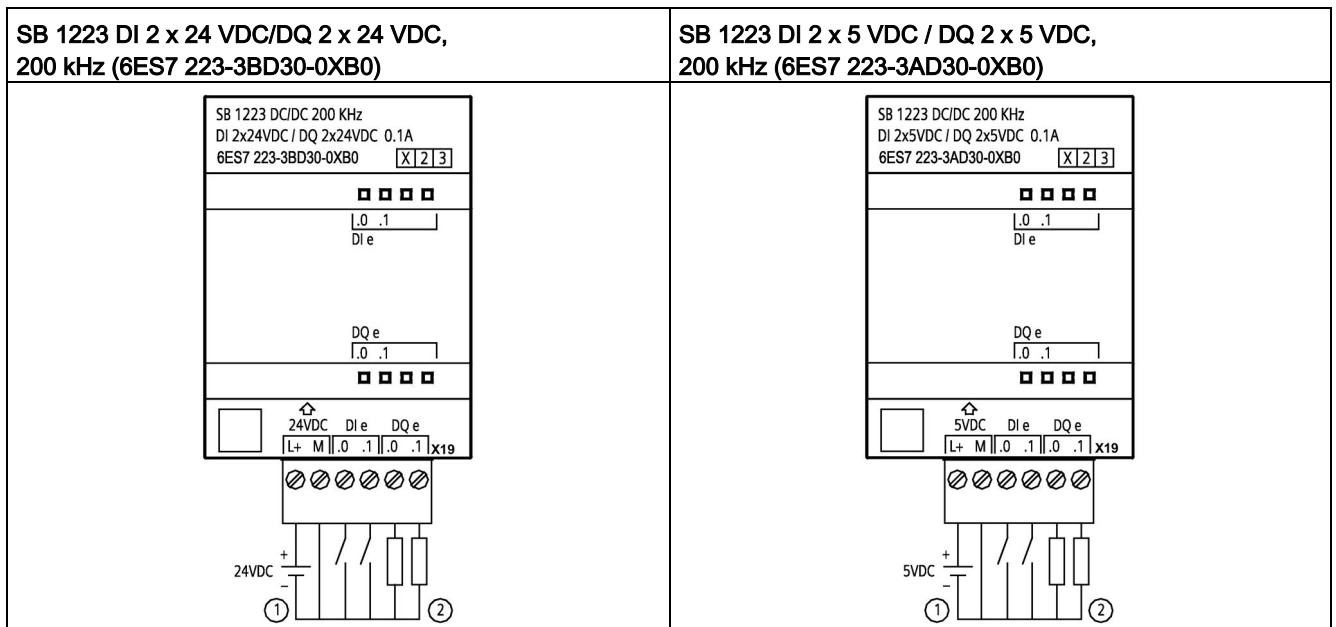 SB 1223 DI 2 x 24 VDC/DQ 2 x 24 VDC,
200 kHz (6ES7 223-3BD30-0XB0)
SB 1223 DC/DC 200 KHz
DI 2x24VDC / DQ 2x24VDC 0.1A
6ES7 223-3BD30-0XB0 X 2 3
.0 .1
DI e
DQ e
.0 .1
24VDC DI e DQ e
L+ M .0 .1 .0 .1 X19
+
24VDC
–
① ②
SB 1223 DI 2 x 5 VDC / DQ 2 x 5 VDC,
200 kHz (6ES7 223-3AD30-0XB0)
SB 1223 DC/DC 200 KHz
DI 2x5VDC / DQ 2x5VDC 0.1A
6ES7 223-3AD30-0XB0 X 2 3
.0 .1
DI e
DQ e
.0 .1
5VDC DI e DQ e
L+ M .0 .1 .0 .1 X19
+
5VDC
–
① ②